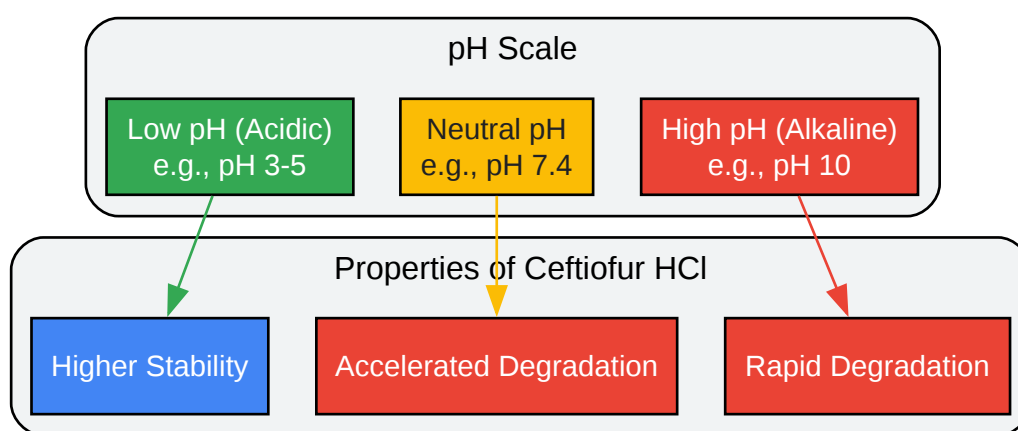 pH Scale
Low pH (Acidic)
e.g., pH 3-5
Neutral pH
e.g., pH 7.4
High pH (Alkaline)
e.g., pH 10
Properties of Ceftiofur HCl
Higher Stability
Accelerated Degradation
Rapid Degradation